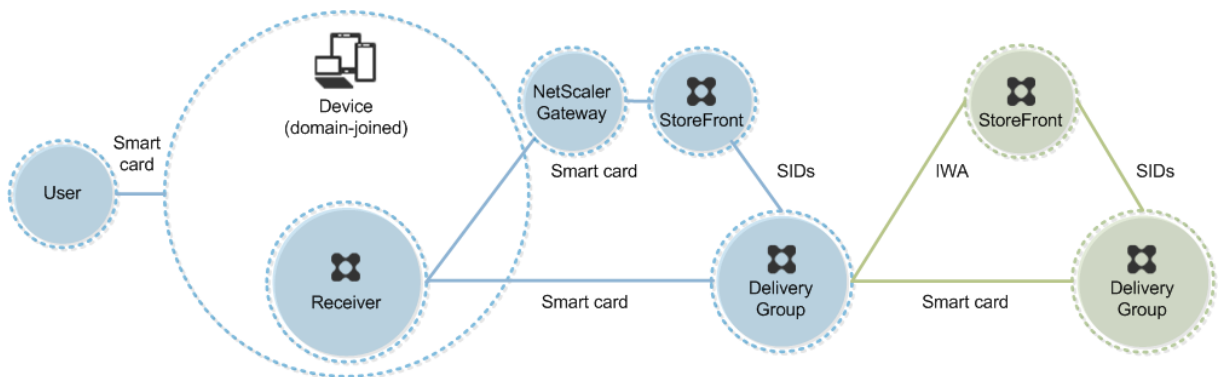 User
Smart
card
Device
(domain-joined)
Receiver
NetScaler
Gateway
StoreFront
Smart card
SIDs
Smart card
Delivery
Group
IWA
StoreFront
SIDs
Smart card
Delivery
Group